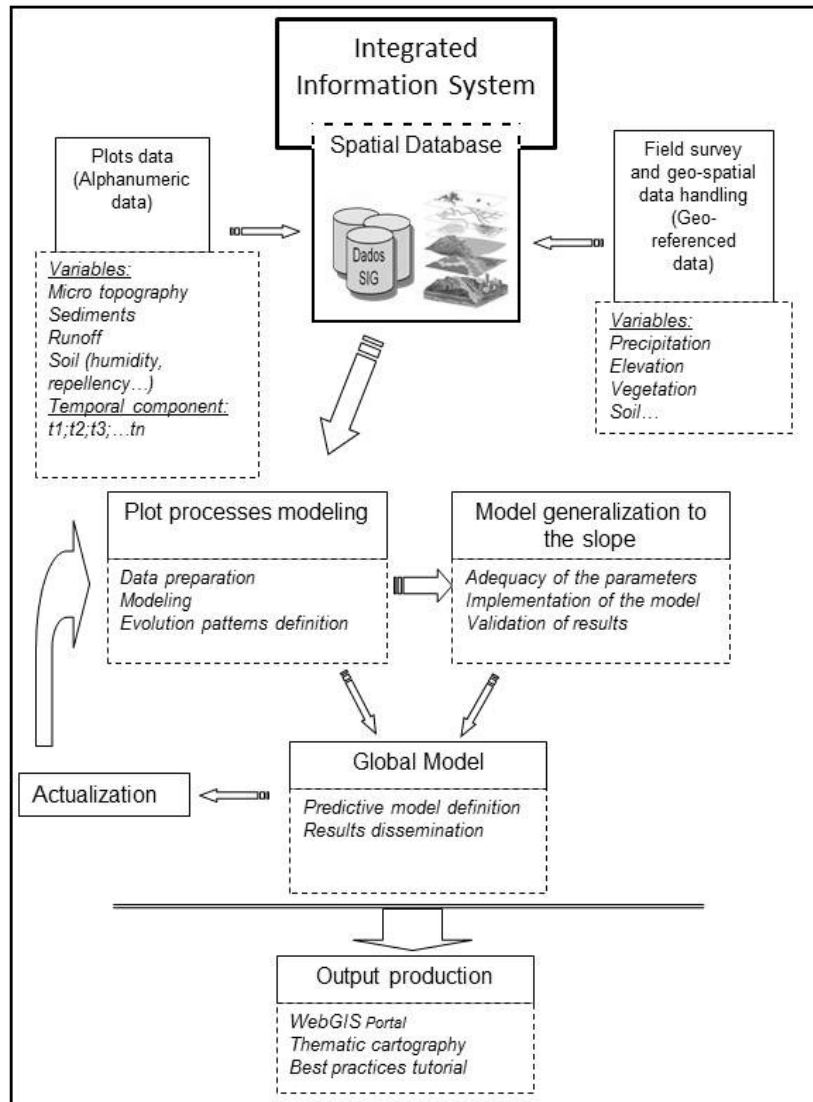 Integrated
Information System
Spatial Database
Dados
SIG
Plots data
(Alphanumeric
data)
Variables:
Micro topography
Sediments
Runoff
Soil (humidity,
repellency…)
Temporal component:
t1;t2;t3;…tn
Field survey
and geo-spatial
data handling
(Geo-
referenced
data)
Variables:
Precipitation
Elevation
Vegetation
Soil…
Plot processes modeling
Data preparation
Modeling
Evolution patterns definition
Model generalization to
the slope
Adequacy of the parameters
Implementation of the model
Validation of results
Global Model
Predictive model definition
Results dissemination
Actualization
Output production
WebGIS Portal
Thematic cartography
Best practices tutorial